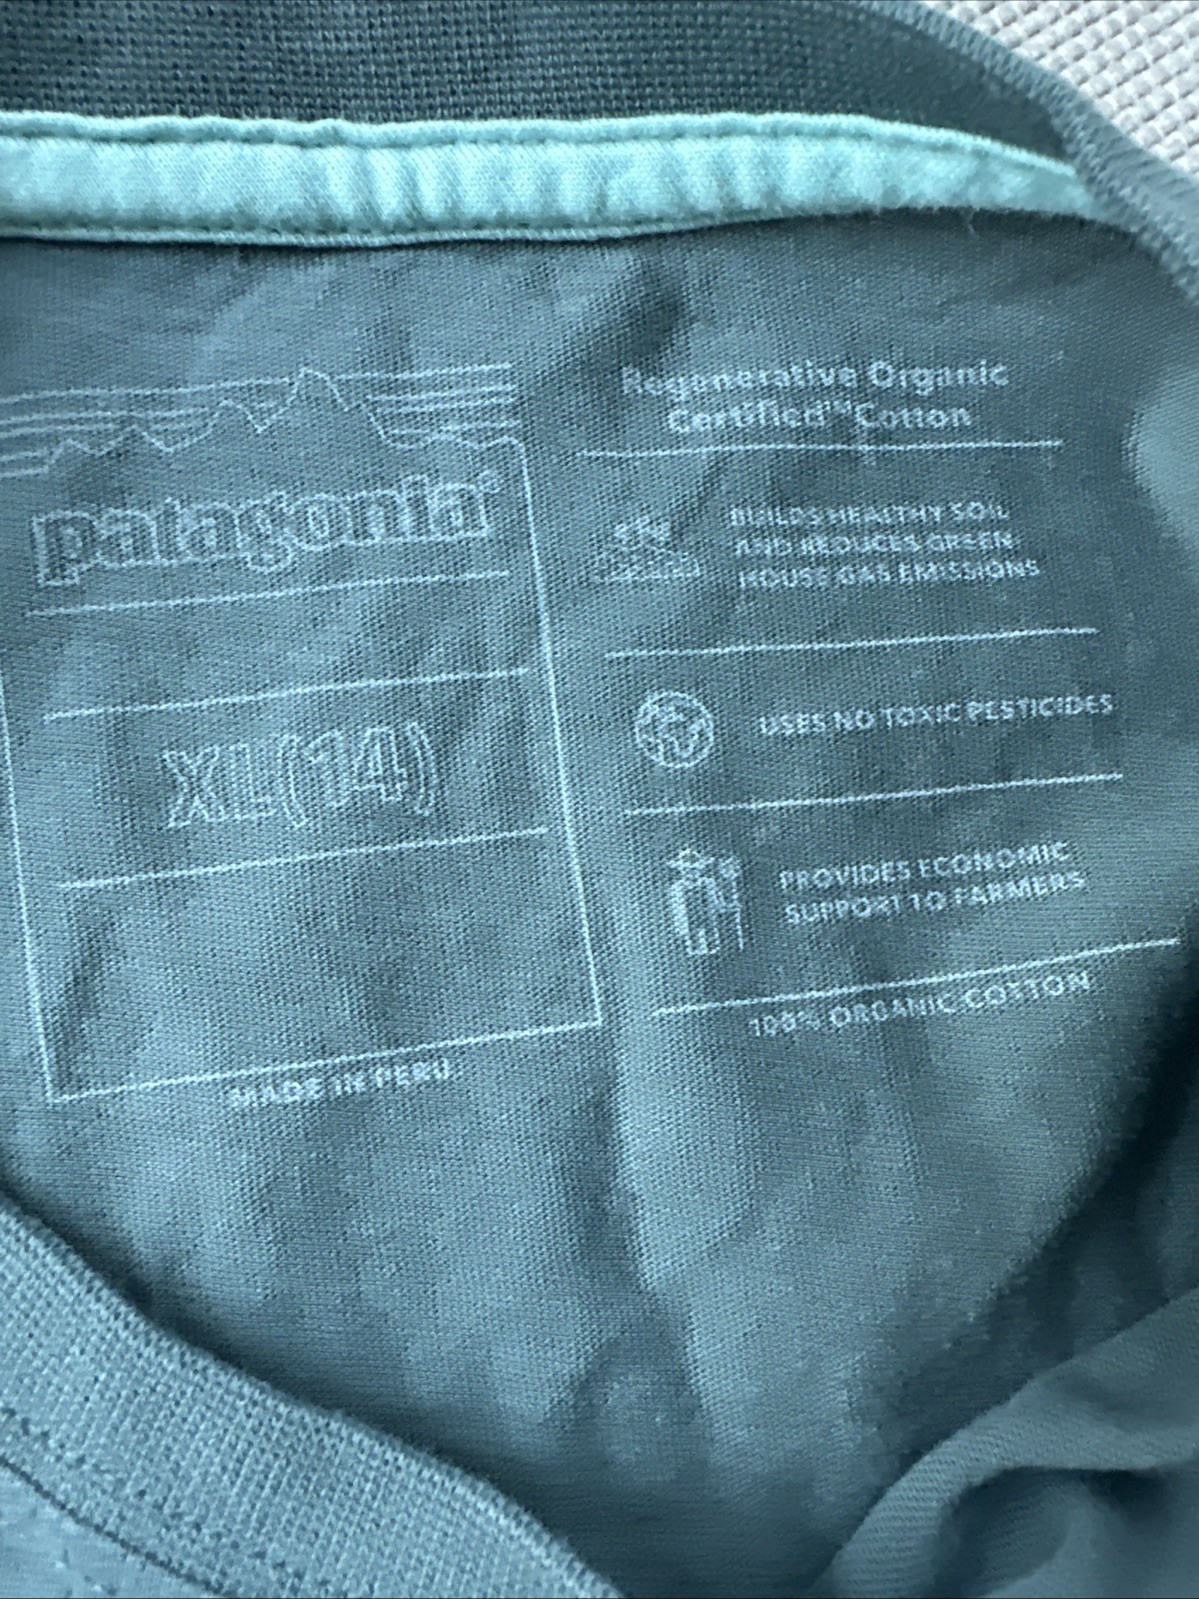 patagonia®
XL(14)
MADE IN PERU
Regenerative Organic
Certified™ Cotton
BUILDS HEALTHY SOIL
AND REDUCES GREEN
HOUSE GAS EMISSIONS
USES NO TOXIC PESTICIDES
PROVIDES ECONOMIC
SUPPORT TO FARMERS
100% ORGANIC COTTON